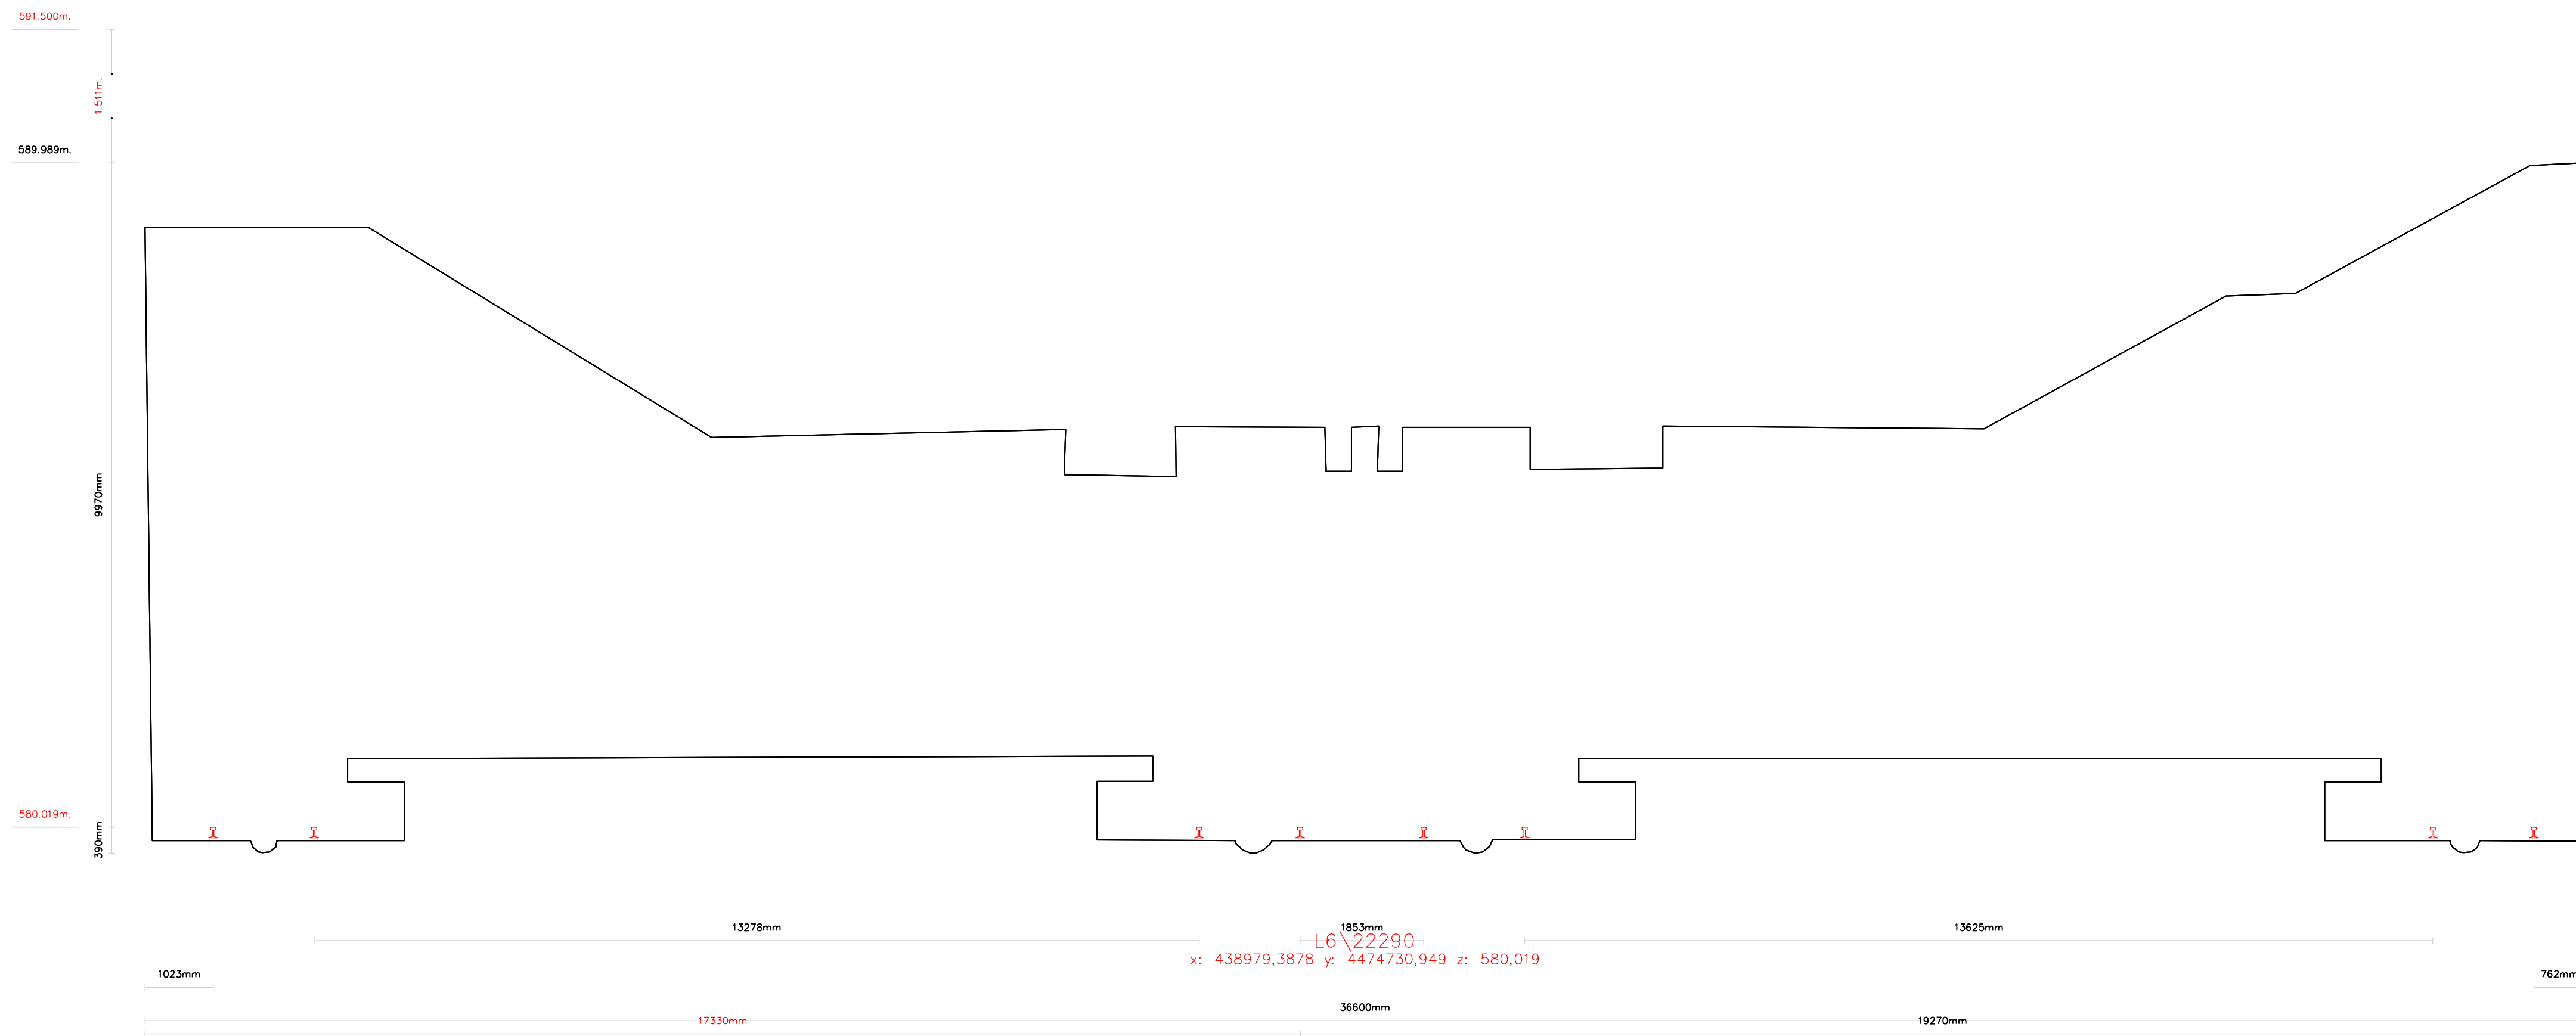 591.500m.
1.511m.
589.989m.
9970mm
580.019m.
390mm
13278mm
1853mm
13625mm
L6\22290
x: 438979,3878 y: 4474730,949 z: 580,019
1023mm
762mm
36600mm
17330mm
19270mm